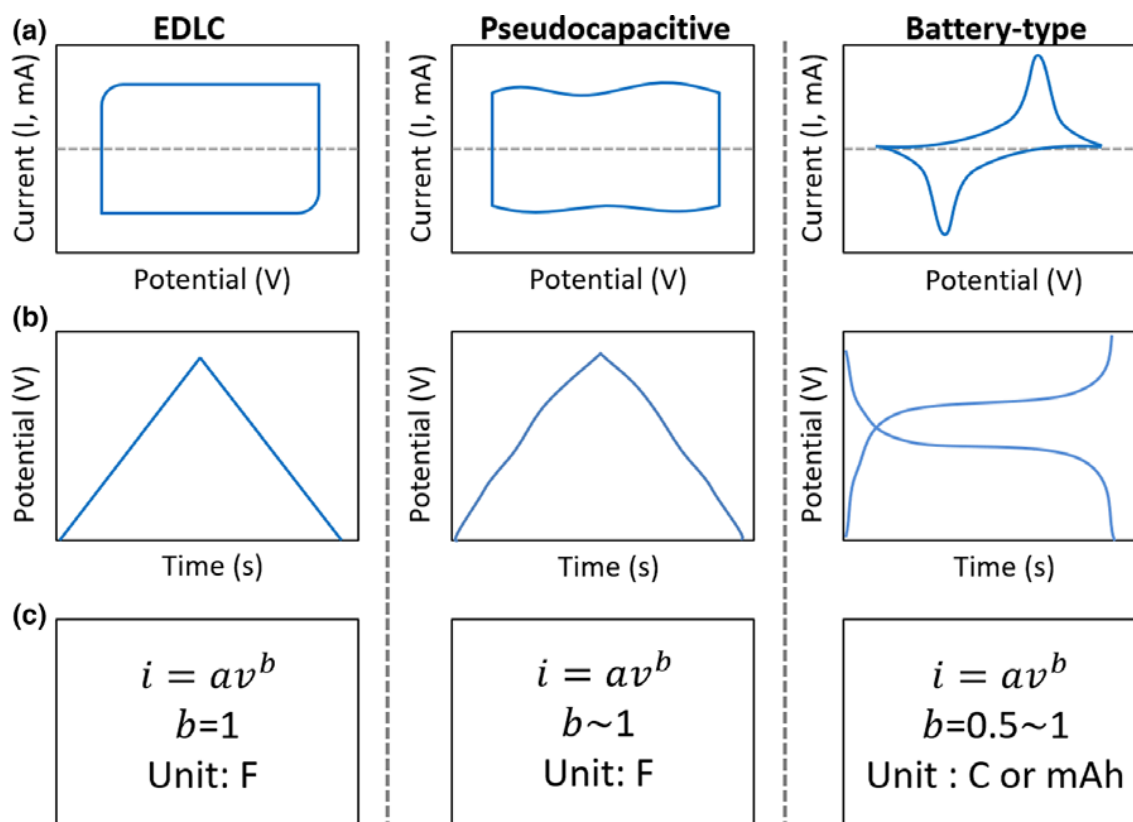 (a)
EDLC
Pseudocapacitive
Battery-type
Current (I, mA)
Potential (V)
Current (I, mA)
Potential (V)
Current (I, mA)
Potential (V)
(b)
Potential (V)
Time (s)
Potential (V)
Time (s)
Potential (V)
Time (s)
(c)
i = av^b
b=1
Unit: F
i = av^b
b~1
Unit: F
i = av^b
b=0.5~1
Unit : C or mAh